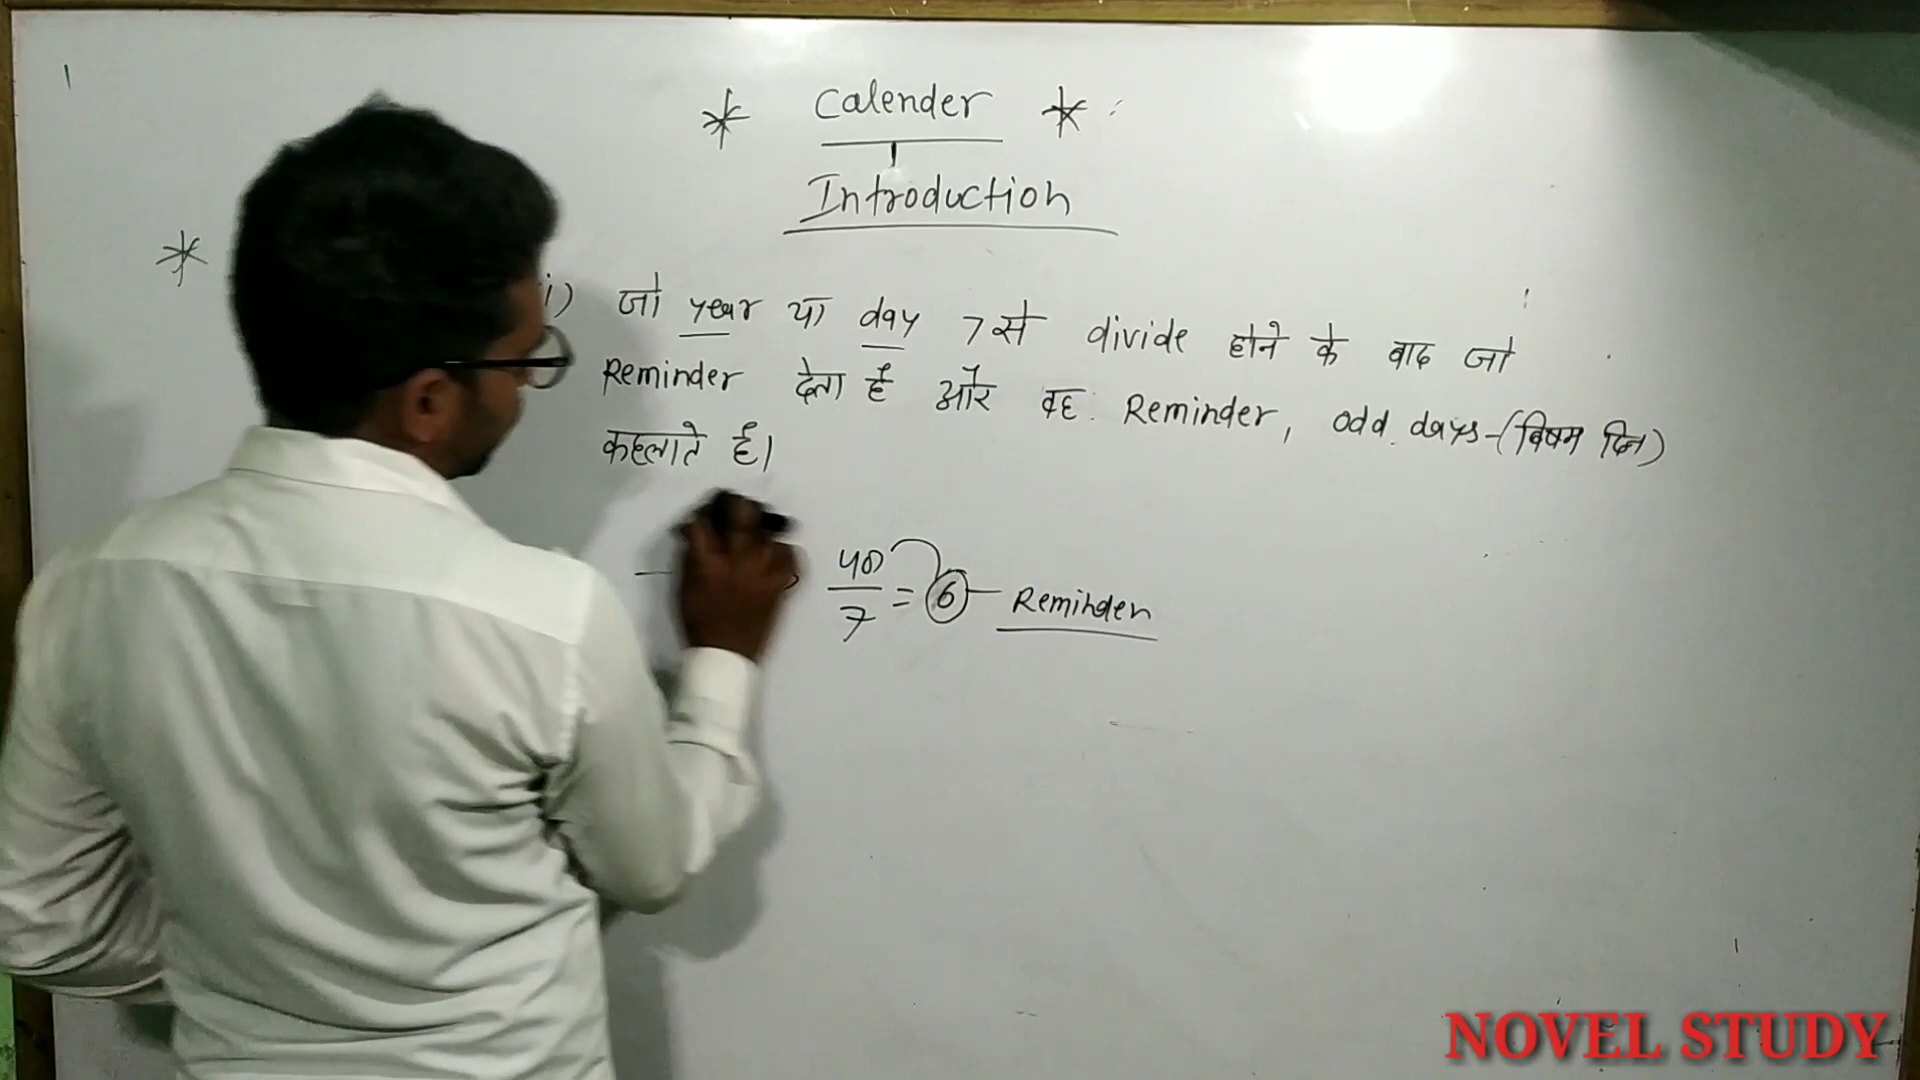 * Calender *
Introduction
*
i) जो year या day 7 से divide होने के बाद जो
Reminder देता है और वह Reminder, odd days-(विषम दिन)
कहलाते है।
40
7 = 6 Reminder
NOVEL STUDY